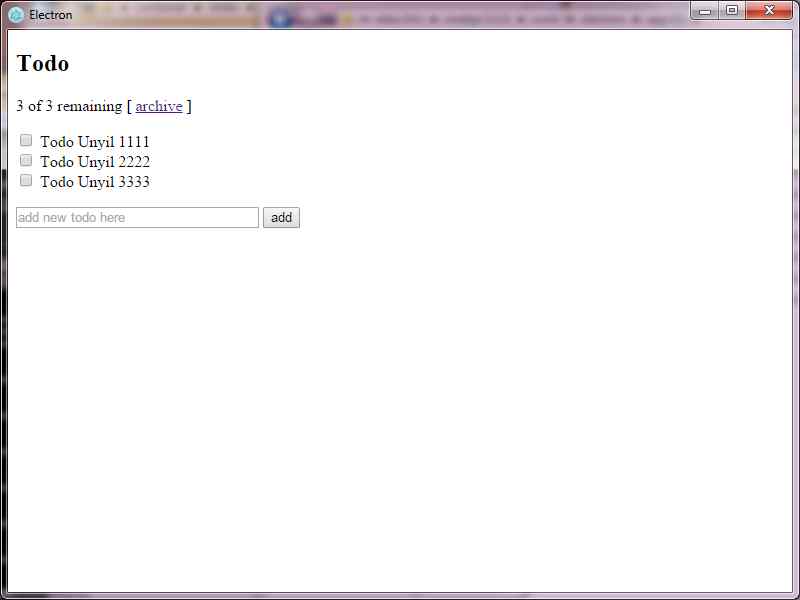 Electron
Todo
3 of 3 remaining [ archive ]
Todo Unyil 1111
Todo Unyil 2222
Todo Unyil 3333
add new todo here add